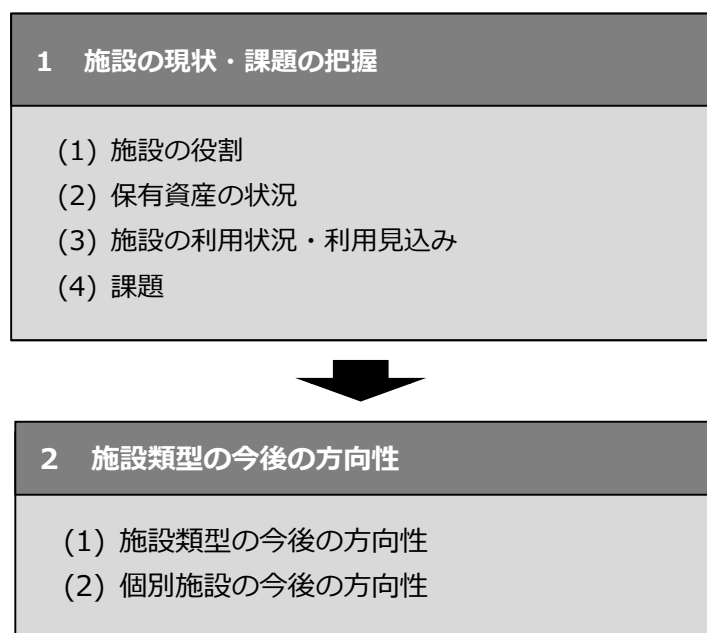 1 施設の現状・課題の把握
(1) 施設の役割
(2) 保有資産の状況
(3) 施設の利用状況・利用見込み
(4) 課題
2 施設類型の今後の方向性
(1) 施設類型の今後の方向性
(2) 個別施設の今後の方向性